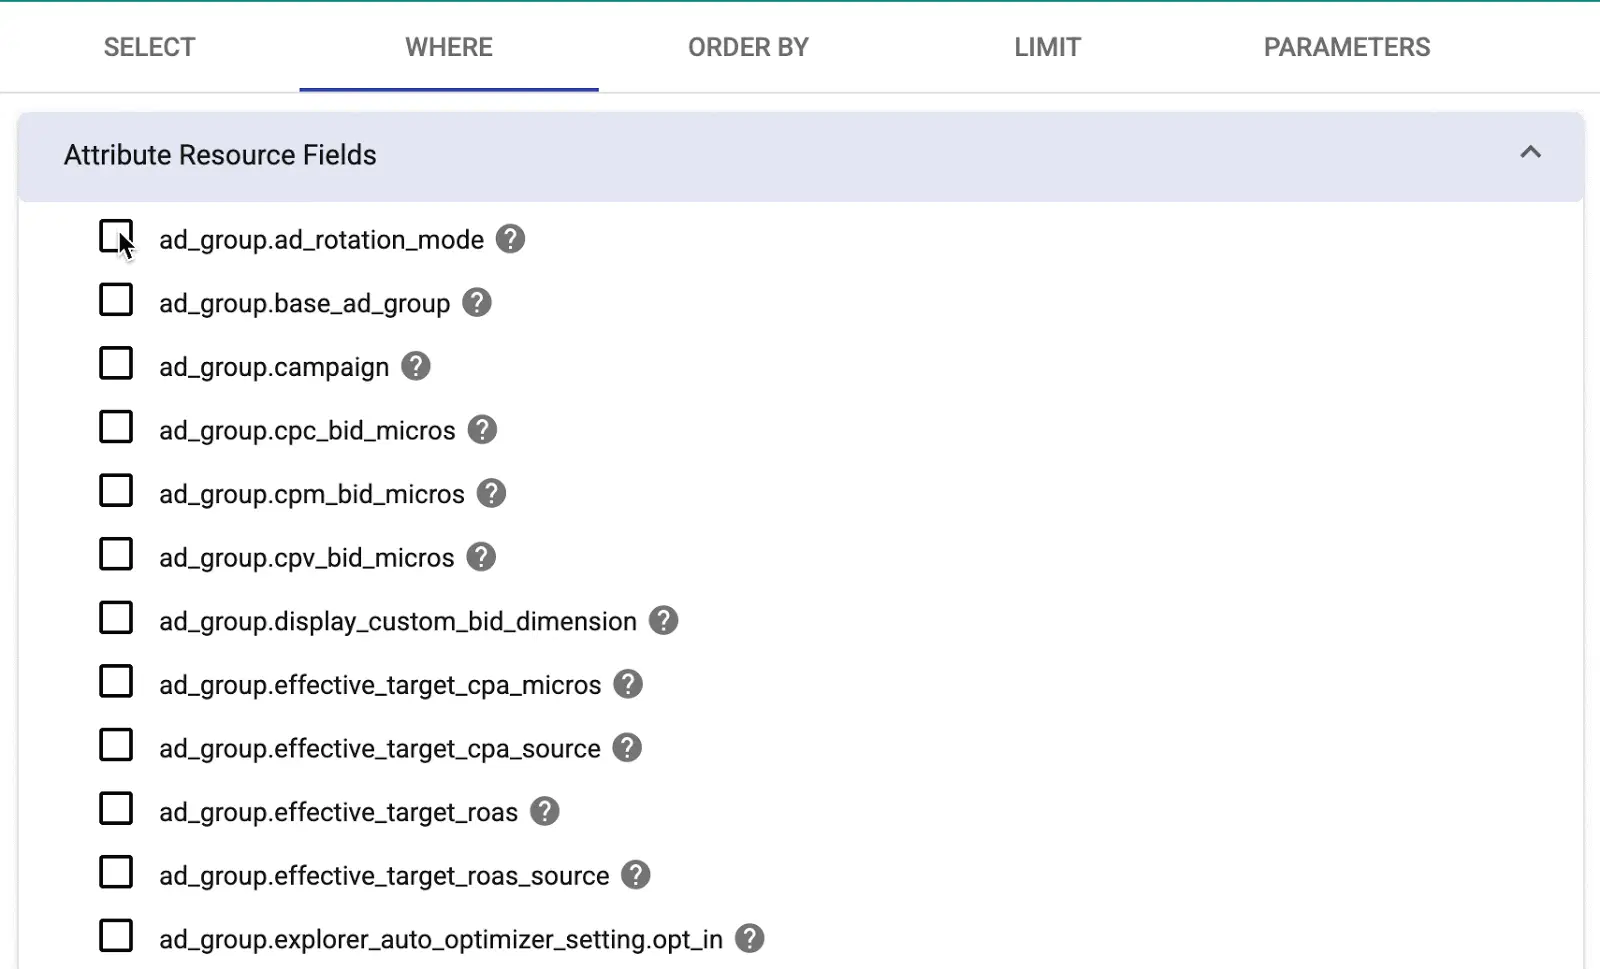 SELECT WHERE ORDER BY LIMIT PARAMETERS
Attribute Resource Fields
ad_group.ad_rotation_mode ?
ad_group.base_ad_group ?
ad_group.campaign ?
ad_group.cpc_bid_micros ?
ad_group.cpm_bid_micros ?
ad_group.cpv_bid_micros ?
ad_group.display_custom_bid_dimension ?
ad_group.effective_target_cpa_micros ?
ad_group.effective_target_cpa_source ?
ad_group.effective_target_roas ?
ad_group.effective_target_roas_source ?
ad_group.explorer_auto_optimizer_setting.opt_in ?